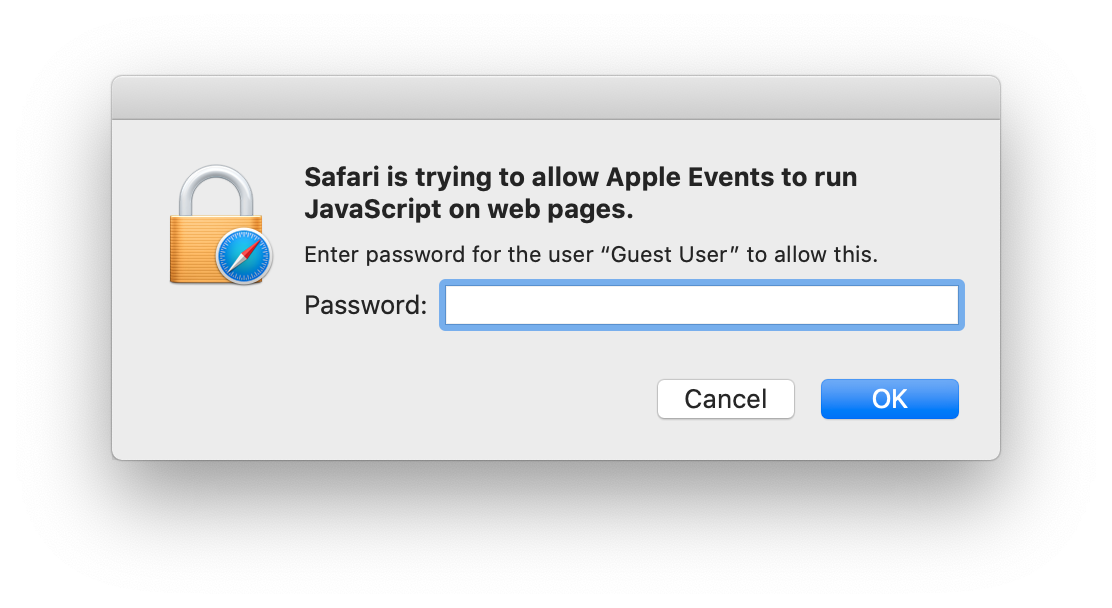 Safari is trying to allow Apple Events to run
JavaScript on web pages.
Enter password for the user “Guest User” to allow this.
Password:
Cancel OK